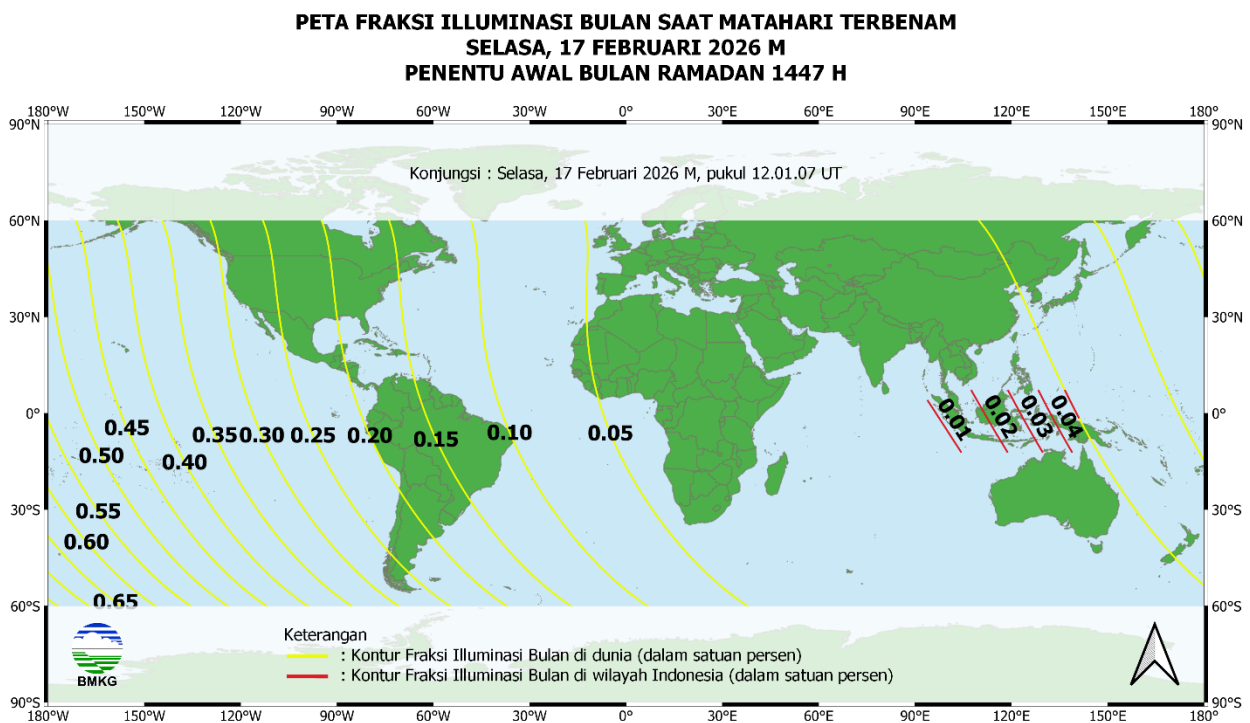 PETA FRAKSI ILLUMINASI BULAN SAAT MATAHARI TERBENAM
SELASA, 17 FEBRUARI 2026 M
PENENTU AWAL BULAN RAMADAN 1447 H
180°W 150°W 120°W 90°W 60°W 30°W 0° 30°E 60°E 90°E 120°E 150°E 180°
90°N 90°N
Konjungsi : Selasa, 17 Februari 2026 M, pukul 12.01.07 UT
60°N 60°N
30°N 30°N
0° 0°
0.01 0.02 0.03 0.04
0.45 0.35 0.30 0.25 0.20 0.15 0.10 0.05
0.50 0.40
30°S 30°S
0.55
0.60
0.65
60°S 60°S
Keterangan
: Kontur Fraksi Illuminasi Bulan di dunia (dalam satuan persen)
: Kontur Fraksi Illuminasi Bulan di wilayah Indonesia (dalam satuan persen)
BMKG
90°S 90°S
180°W 150°W 120°W 90°W 60°W 30°W 0° 30°E 60°E 90°E 120°E 150°E 180°